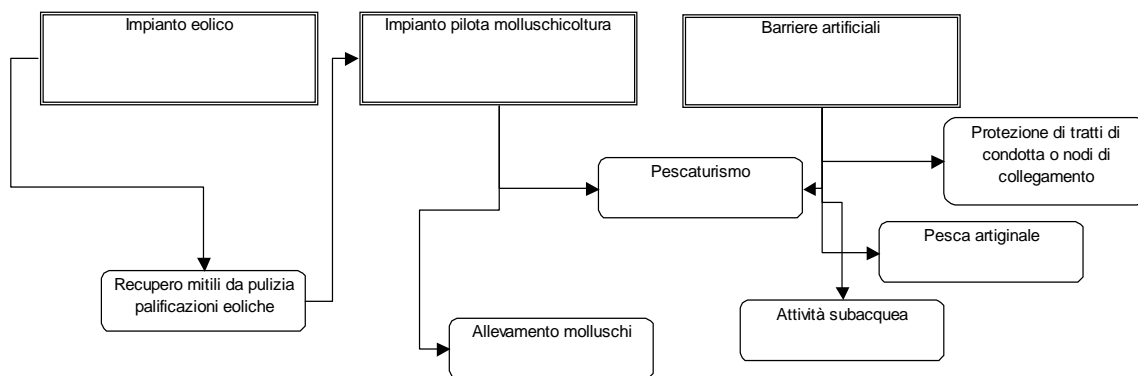 Impianto eolico
Impianto pilota molluschicoltura
Barriere artificiali
Protezione di tratti di
condotta o nodi di
collegamento
Pescaturismo
Pesca artiginale
Recupero mitili da pulizia
palificazioni eoliche
Attività subacquea
Allevamento molluschi